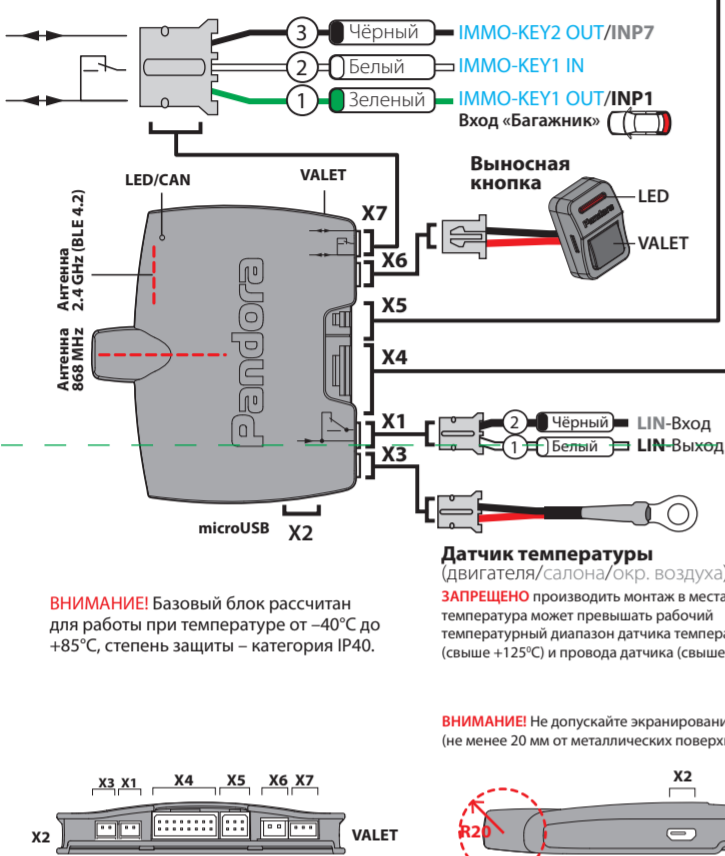 3 Чёрный IMMO-KEY2 OUT/INP7
2 Белый IMMO-KEY1 IN
1 Зеленый IMMO-KEY1 OUT/INP1
Вход «Багажник»
Выносная
кнопка
LED/CAN
VALET
X7
LED
Pandora
VALET
X6
Антенна
2.4 GHz (BLE 4.2)
X5
pandora
Антенна
868 MHz
X4
X1
2 Чёрный LIN-Вход
1 Белый LIN-Выход
X3
microUSB
X2
Датчик температуры
(двигателя/салона/окр. воздуха)
ЗАПРЕЩЕНО производить монтаж в места
температура может превышать рабочий
температурный диапазон датчика темпера
(свыше +125⁰C) и провода датчика (свыше
ВНИМАНИЕ! Базовый блок рассчитан
для работы при температуре от –40°C до
+85°C, степень защиты – категория IP40.
ВНИМАНИЕ! Не допускайте экранировани
(не менее 20 мм от металлических поверх
X3 X1 X4 X5 X6 X7
X2
VALET
X2
R20